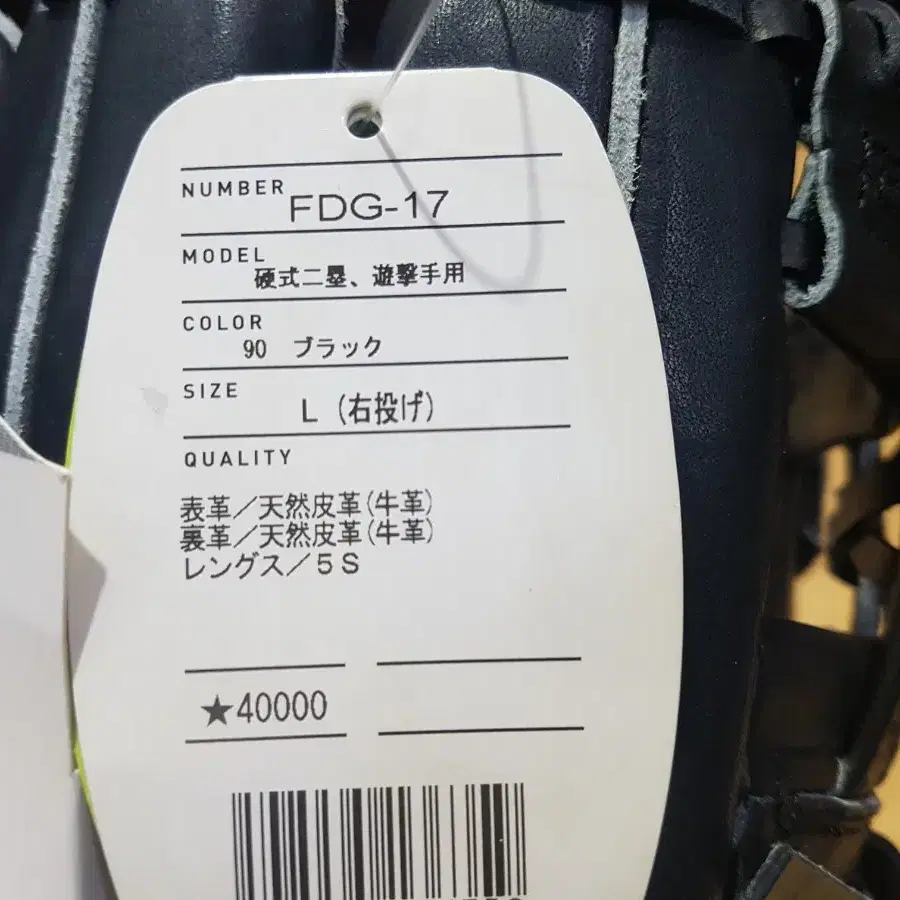 NUMBER
FDG-17
MODEL
硬式二塁、遊撃手用
COLOR
90 ブラック
SIZE
L (右投げ)
QUALITY
表革/天然皮革(牛革)
裏革/天然皮革(牛革)
レングス/5S
★40000